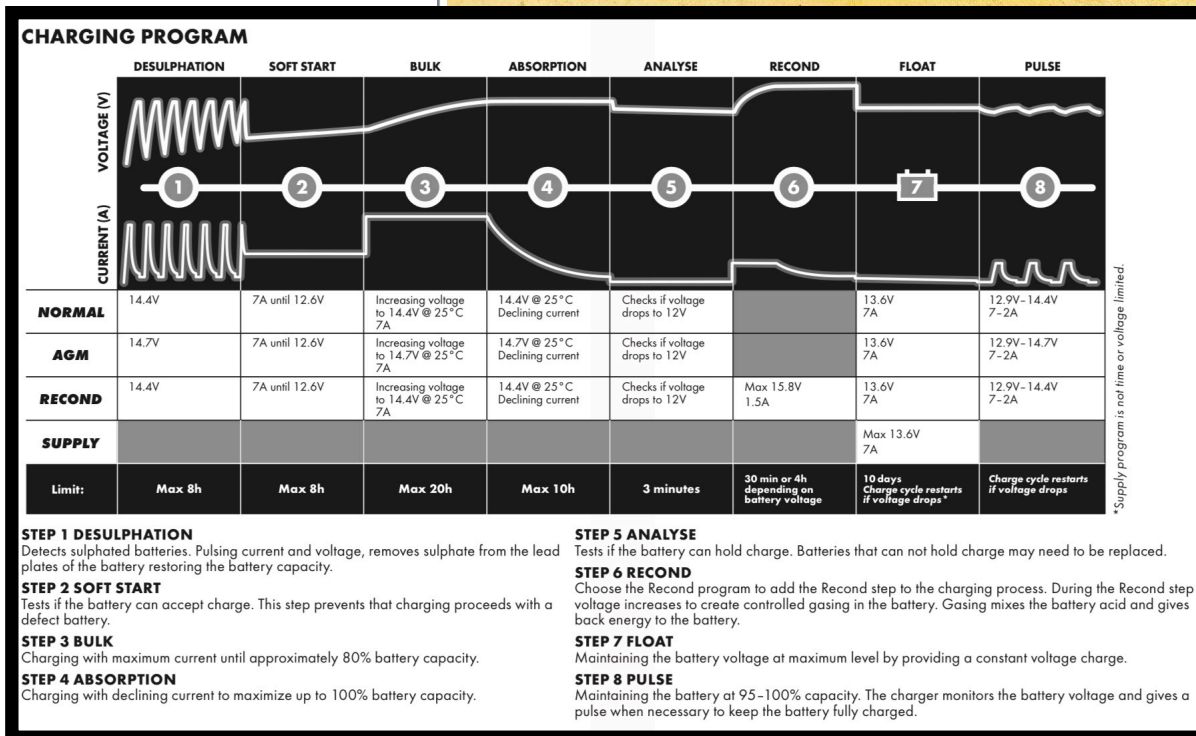 CHARGING PROGRAM
DESULPHATION SOFT START BULK ABSORPTION ANALYSE RECOND FLOAT PULSE
VOLTAGE (V)
1 2 3 4 5 6 7 8
CURRENT (A)
NORMAL
14.4V
7A until 12.6V
Increasing voltage
to 14.4V @ 25°C
7A
14.4V @ 25°C
Declining current
Checks if voltage
drops to 12V
13.6V
7A
12.9V–14.4V
7–2A
AGM
14.7V
7A until 12.6V
Increasing voltage
to 14.7V @ 25°C
7A
14.7V @ 25°C
Declining current
Checks if voltage
drops to 12V
13.6V
7A
12.9V–14.7V
7–2A
RECOND
14.4V
7A until 12.6V
Increasing voltage
to 14.4V @ 25°C
7A
14.4V @ 25°C
Declining current
Checks if voltage
drops to 12V
Max 15.8V
1.5A
13.6V
7A
12.9V–14.4V
7–2A
SUPPLY
Max 13.6V
7A
Limit:
Max 8h
Max 8h
Max 20h
Max 10h
3 minutes
30 min or 4h
depending on
battery voltage
10 days
Charge cycle restarts
if voltage drops*
Charge cycle restarts
if voltage drops
*Supply program is not time or voltage limited.
STEP 1 DESULPHATION
Detects sulphated batteries. Pulsing current and voltage, removes sulphate from the lead
plates of the battery restoring the battery capacity.
STEP 2 SOFT START
Tests if the battery can accept charge. This step prevents that charging proceeds with a
defect battery.
STEP 3 BULK
Charging with maximum current until approximately 80% battery capacity.
STEP 4 ABSORPTION
Charging with declining current to maximize up to 100% battery capacity.
STEP 5 ANALYSE
Tests if the battery can hold charge. Batteries that can not hold charge may need to be replaced.
STEP 6 RECOND
Choose the Recond program to add the Recond step to the charging process. During the Recond step
voltage increases to create controlled gasing in the battery. Gasing mixes the battery acid and gives
back energy to the battery.
STEP 7 FLOAT
Maintaining the battery voltage at maximum level by providing a constant voltage charge.
STEP 8 PULSE
Maintaining the battery at 95–100% capacity. The charger monitors the battery voltage and gives a
pulse when necessary to keep the battery fully charged.